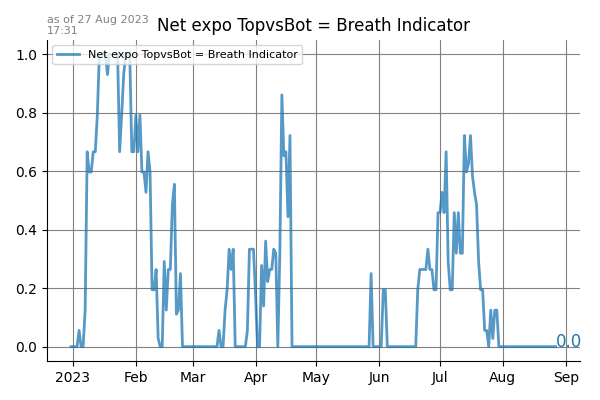 as of 27 Aug 2023
17:31
Net expo TopvsBot = Breath Indicator
Net expo TopvsBot = Breath Indicator
1.0
0.8
0.6
0.4
0.2
0.0
0.0
2023 Feb Mar Apr May Jun Jul Aug Sep